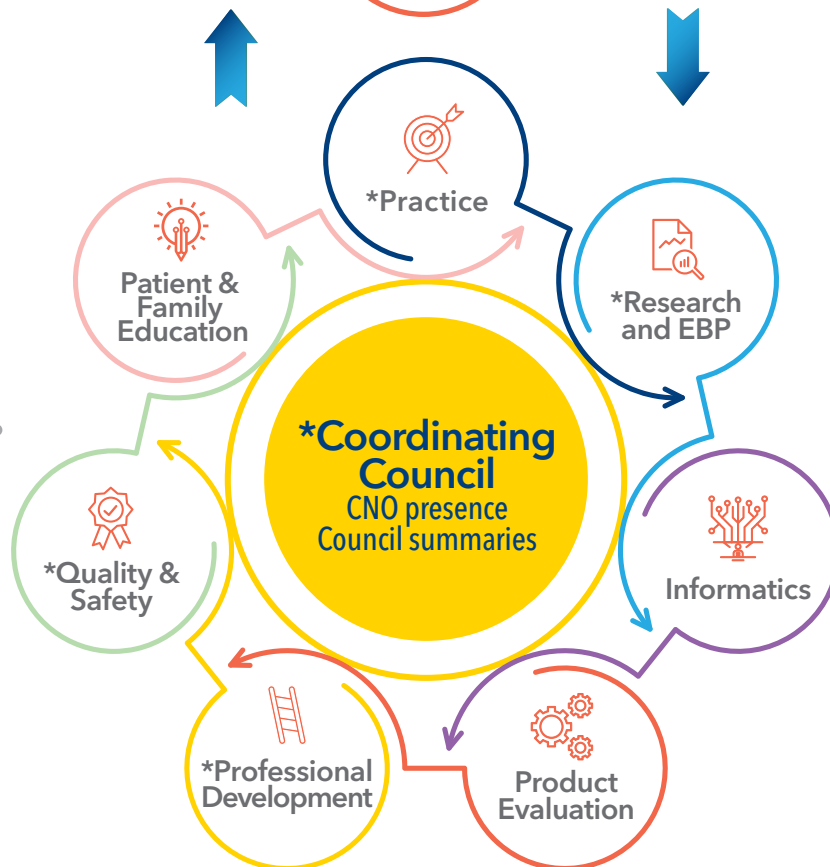 *Practice
Patient &
Family
Education
*Research
and EBP
*Coordinating
Council
CNO presence
Council summaries
*Quality &
Safety
Informatics
*Professional
Development
Product
Evaluation